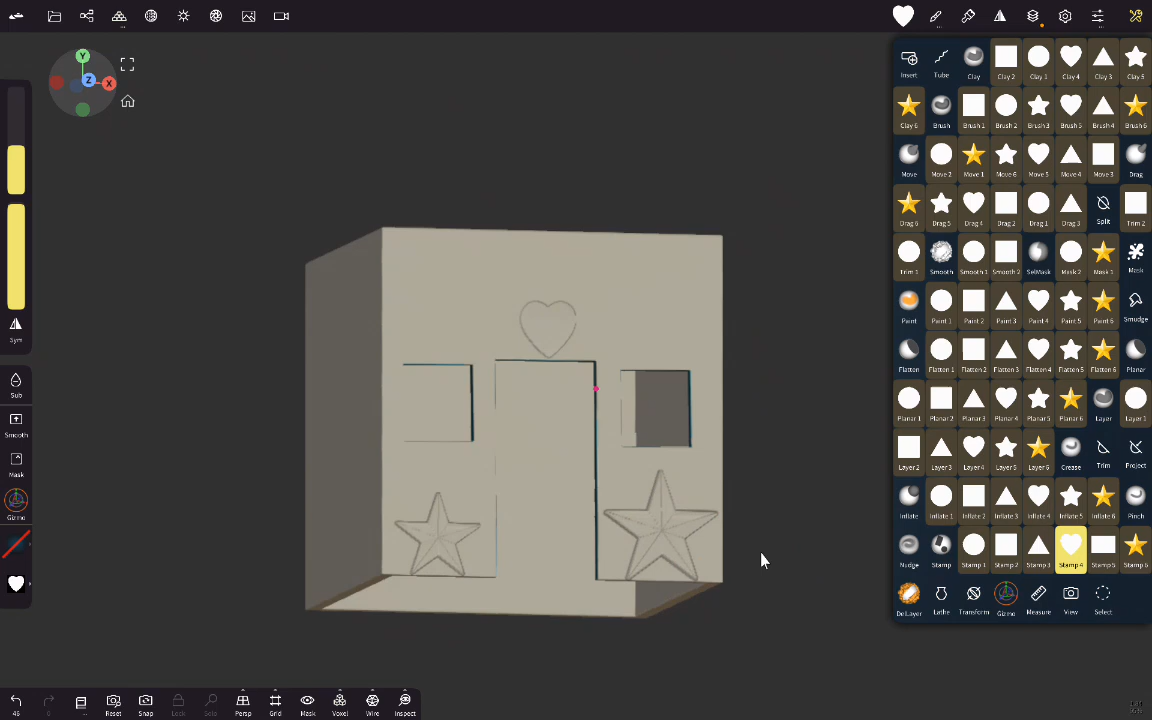 Y
Z
X
Insert Tube Clay Clay 2 Clay 1 Clay 4 Clay 3 Clay 5
Clay 6 Brush Brush 1 Brush 2 Brush 3 Brush 5 Brush 4 Brush 6
Move Move 2 Move 1 Move 6 Move 5 Move 4 Move 3 Drag
Drag 6 Drag 5 Drag 4 Drag 2 Drag 1 Drag 3 Split Trim 2
Trim 1 Smooth Smooth 1 Smooth 2 SelMask Mask 2 Mask 1 Mask
Paint Paint 1 Paint 2 Paint 3 Paint 4 Paint 5 Paint 6 Smudge
Flatten Flatten 1 Flatten 2 Flatten 3 Flatten 4 Flatten 5 Flatten 6 Planar
Planar 1 Planar 2 Planar 3 Planar 4 Planar 5 Planar 6 Layer Layer 1
Layer 2 Layer 3 Layer 4 Layer 5 Layer 6 Crease Trim Project
Inflate Inflate 1 Inflate 2 Inflate 3 Inflate 4 Inflate 5 Inflate 6 Pinch
Nudge Stamp Stamp 1 Stamp 2 Stamp 3 Stamp 4 Stamp 5 Stamp 6
DelLayer Lathe Transform Gizmo Measure View Select
Sym
Sub
Smooth
Mask
Gizmo
46 0 ... Reset Snap Lock Solo Persp Grid Mask Voxel Wire Inspect